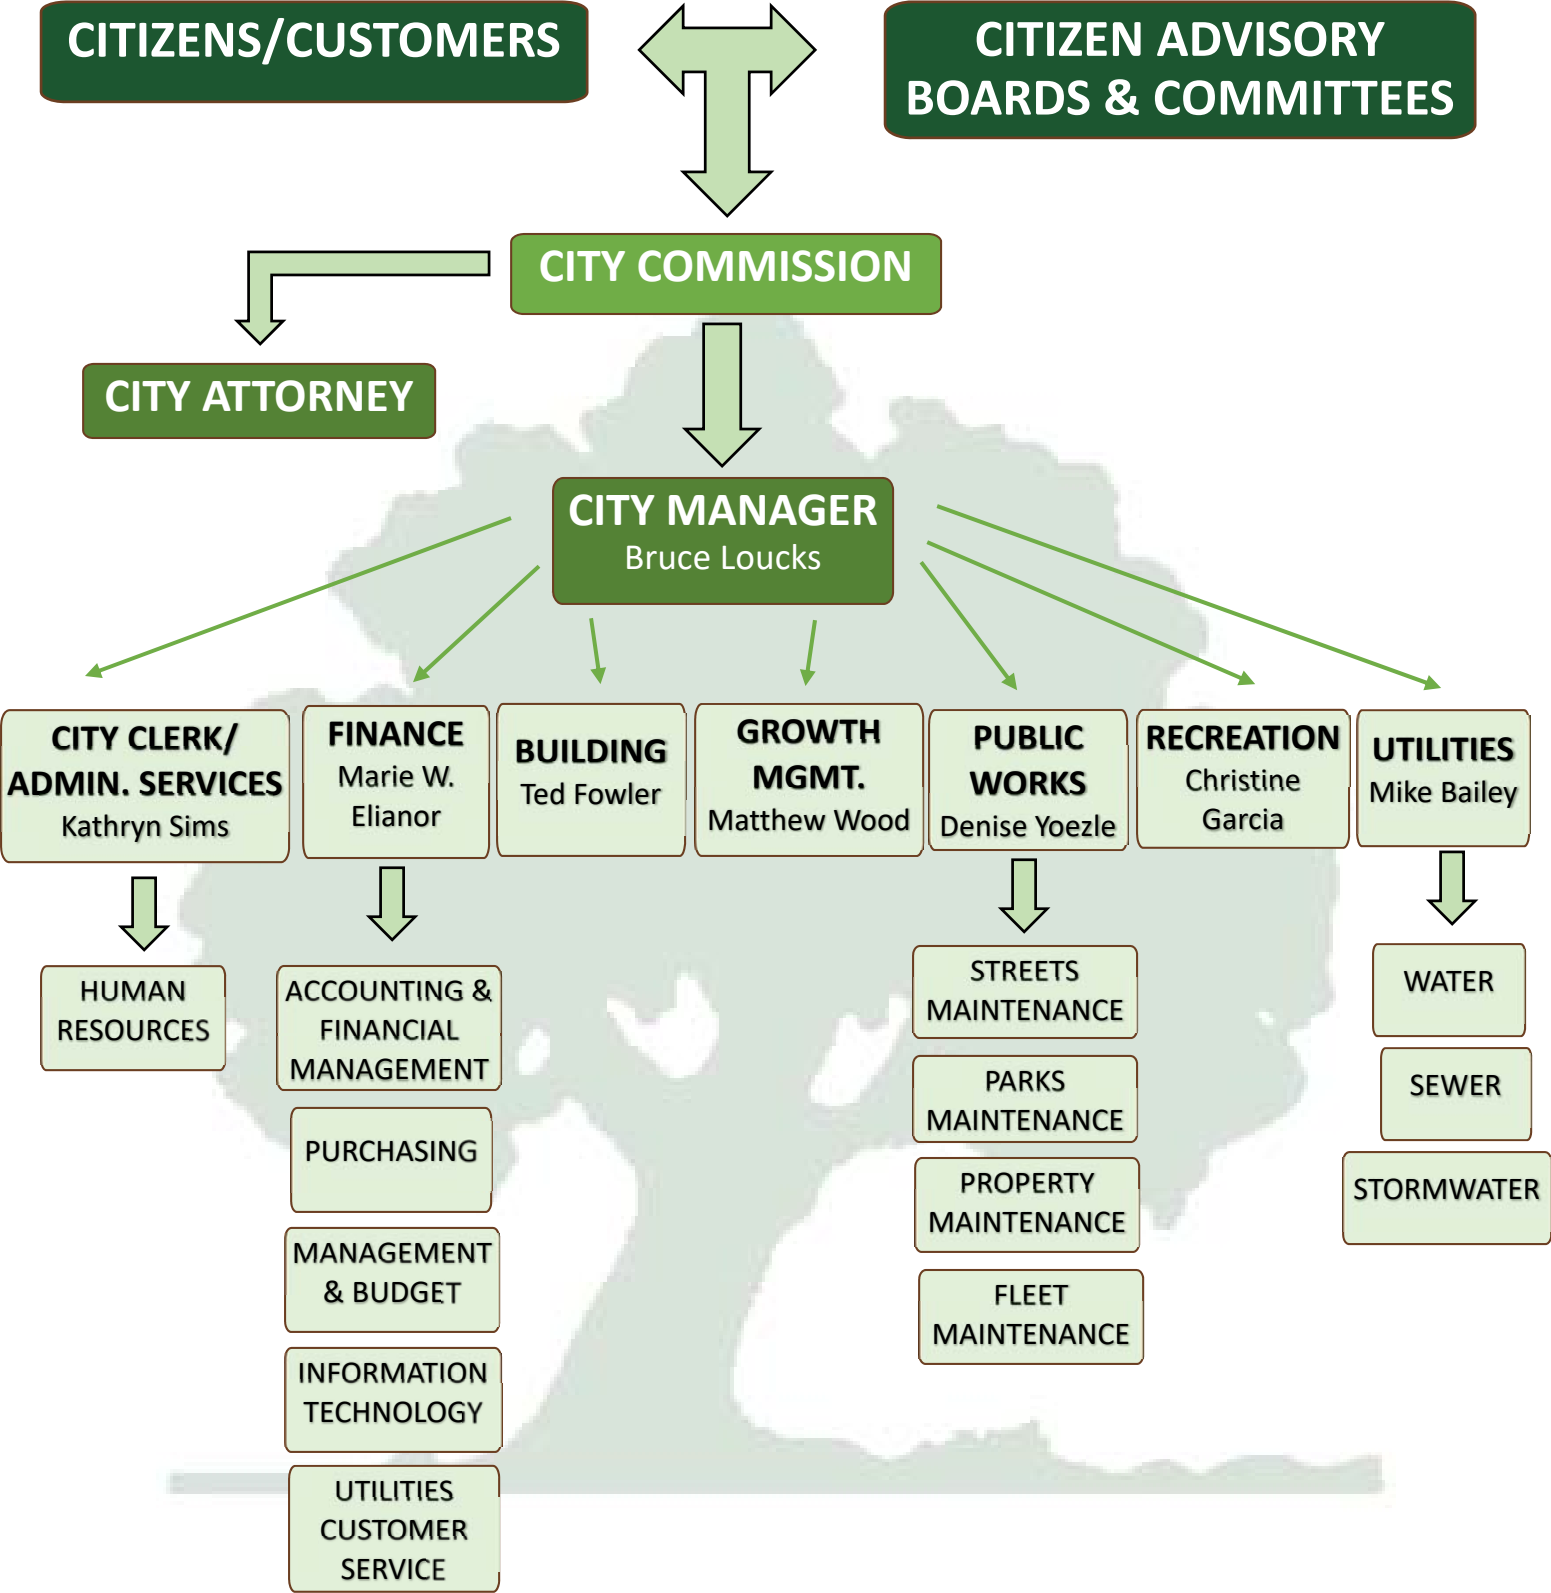 CITIZENS/CUSTOMERS
CITIZEN ADVISORY
BOARDS & COMMITTEES
CITY COMMISSION
CITY ATTORNEY
CITY MANAGER
Bruce Loucks
CITY CLERK/
ADMIN. SERVICES
Kathryn Sims
FINANCE
Marie W.
Elianor
BUILDING
Ted Fowler
GROWTH
MGMT.
Matthew Wood
PUBLIC
WORKS
Denise Yoezle
RECREATION
Christine
Garcia
UTILITIES
Mike Bailey
HUMAN
RESOURCES
ACCOUNTING &
FINANCIAL
MANAGEMENT
PURCHASING
MANAGEMENT
& BUDGET
INFORMATION
TECHNOLOGY
UTILITIES
CUSTOMER
SERVICE
STREETS
MAINTENANCE
PARKS
MAINTENANCE
PROPERTY
MAINTENANCE
FLEET
MAINTENANCE
WATER
SEWER
STORMWATER